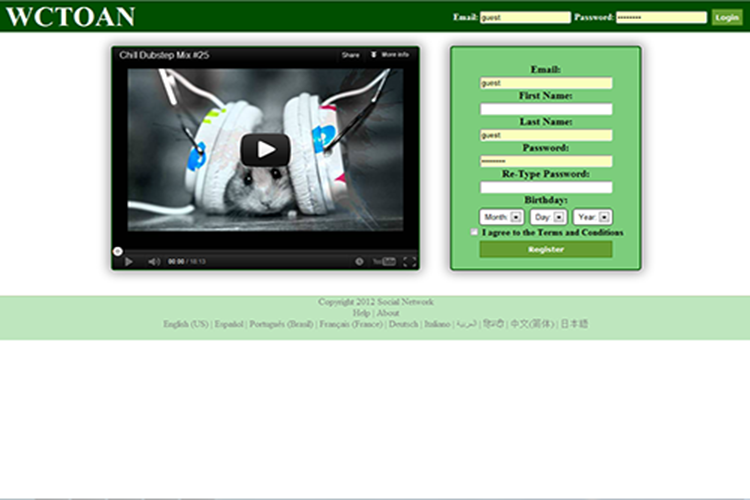 WCTOAN Email: guest Password: •••••••• Login
Chill Dubstep Mix #25 Share More info
Email:
guest
First Name:
Last Name:
guest
Password:
••••••••
Re-Type Password:
Birthday:
Month: Day: Year:
I agree to the Terms and Conditions
Register
00:00 / 18:13 YouTube
Copyright 2012 Social Network
Help | About
English (US) | Español | Português (Brasil) | Français (France) | Deutsch | Italiano | العربية | हिन्दी | 中文(简体) | 日本語